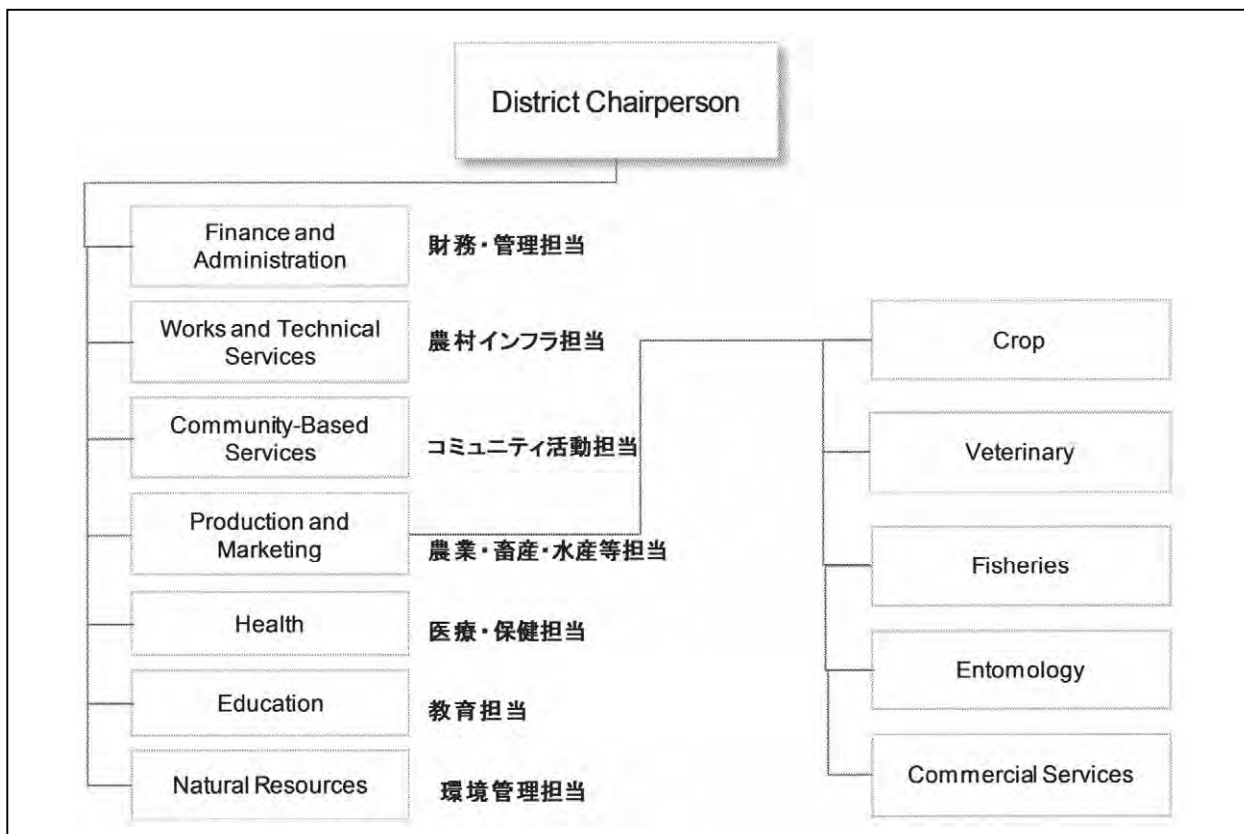 District Chairperson
Finance and
Administration
財務・管理担当
Works and Technical
Services
農村インフラ担当
Community-Based
Services
コミュニティ活動担当
Production and
Marketing
農業・畜産・水産等担当
Health
医療・保健担当
Education
教育担当
Natural Resources
環境管理担当
Crop
Veterinary
Fisheries
Entomology
Commercial Services